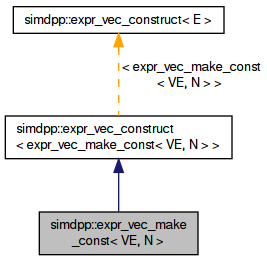 simdpp::expr_vec_construct< E >
< expr_vec_make_const
< VE, N > >
simdpp::expr_vec_construct
< expr_vec_make_const< VE, N > >
simdpp::expr_vec_make
_const< VE, N >